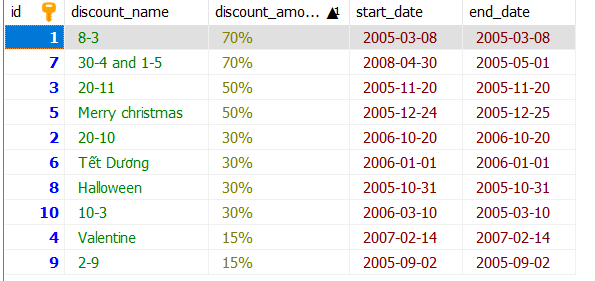 id discount_name discount_amo... 1 start_date end_date
1 8-3 70% 2005-03-08 2005-03-08
7 30-4 and 1-5 70% 2008-04-30 2005-05-01
3 20-11 50% 2005-11-20 2005-11-20
5 Merry christmas 50% 2005-12-24 2005-12-25
2 20-10 30% 2006-10-20 2006-10-20
6 Tết Dương 30% 2006-01-01 2006-01-01
8 Halloween 30% 2005-10-31 2005-10-31
10 10-3 30% 2006-03-10 2005-03-10
4 Valentine 15% 2007-02-14 2007-02-14
9 2-9 15% 2005-09-02 2005-09-02